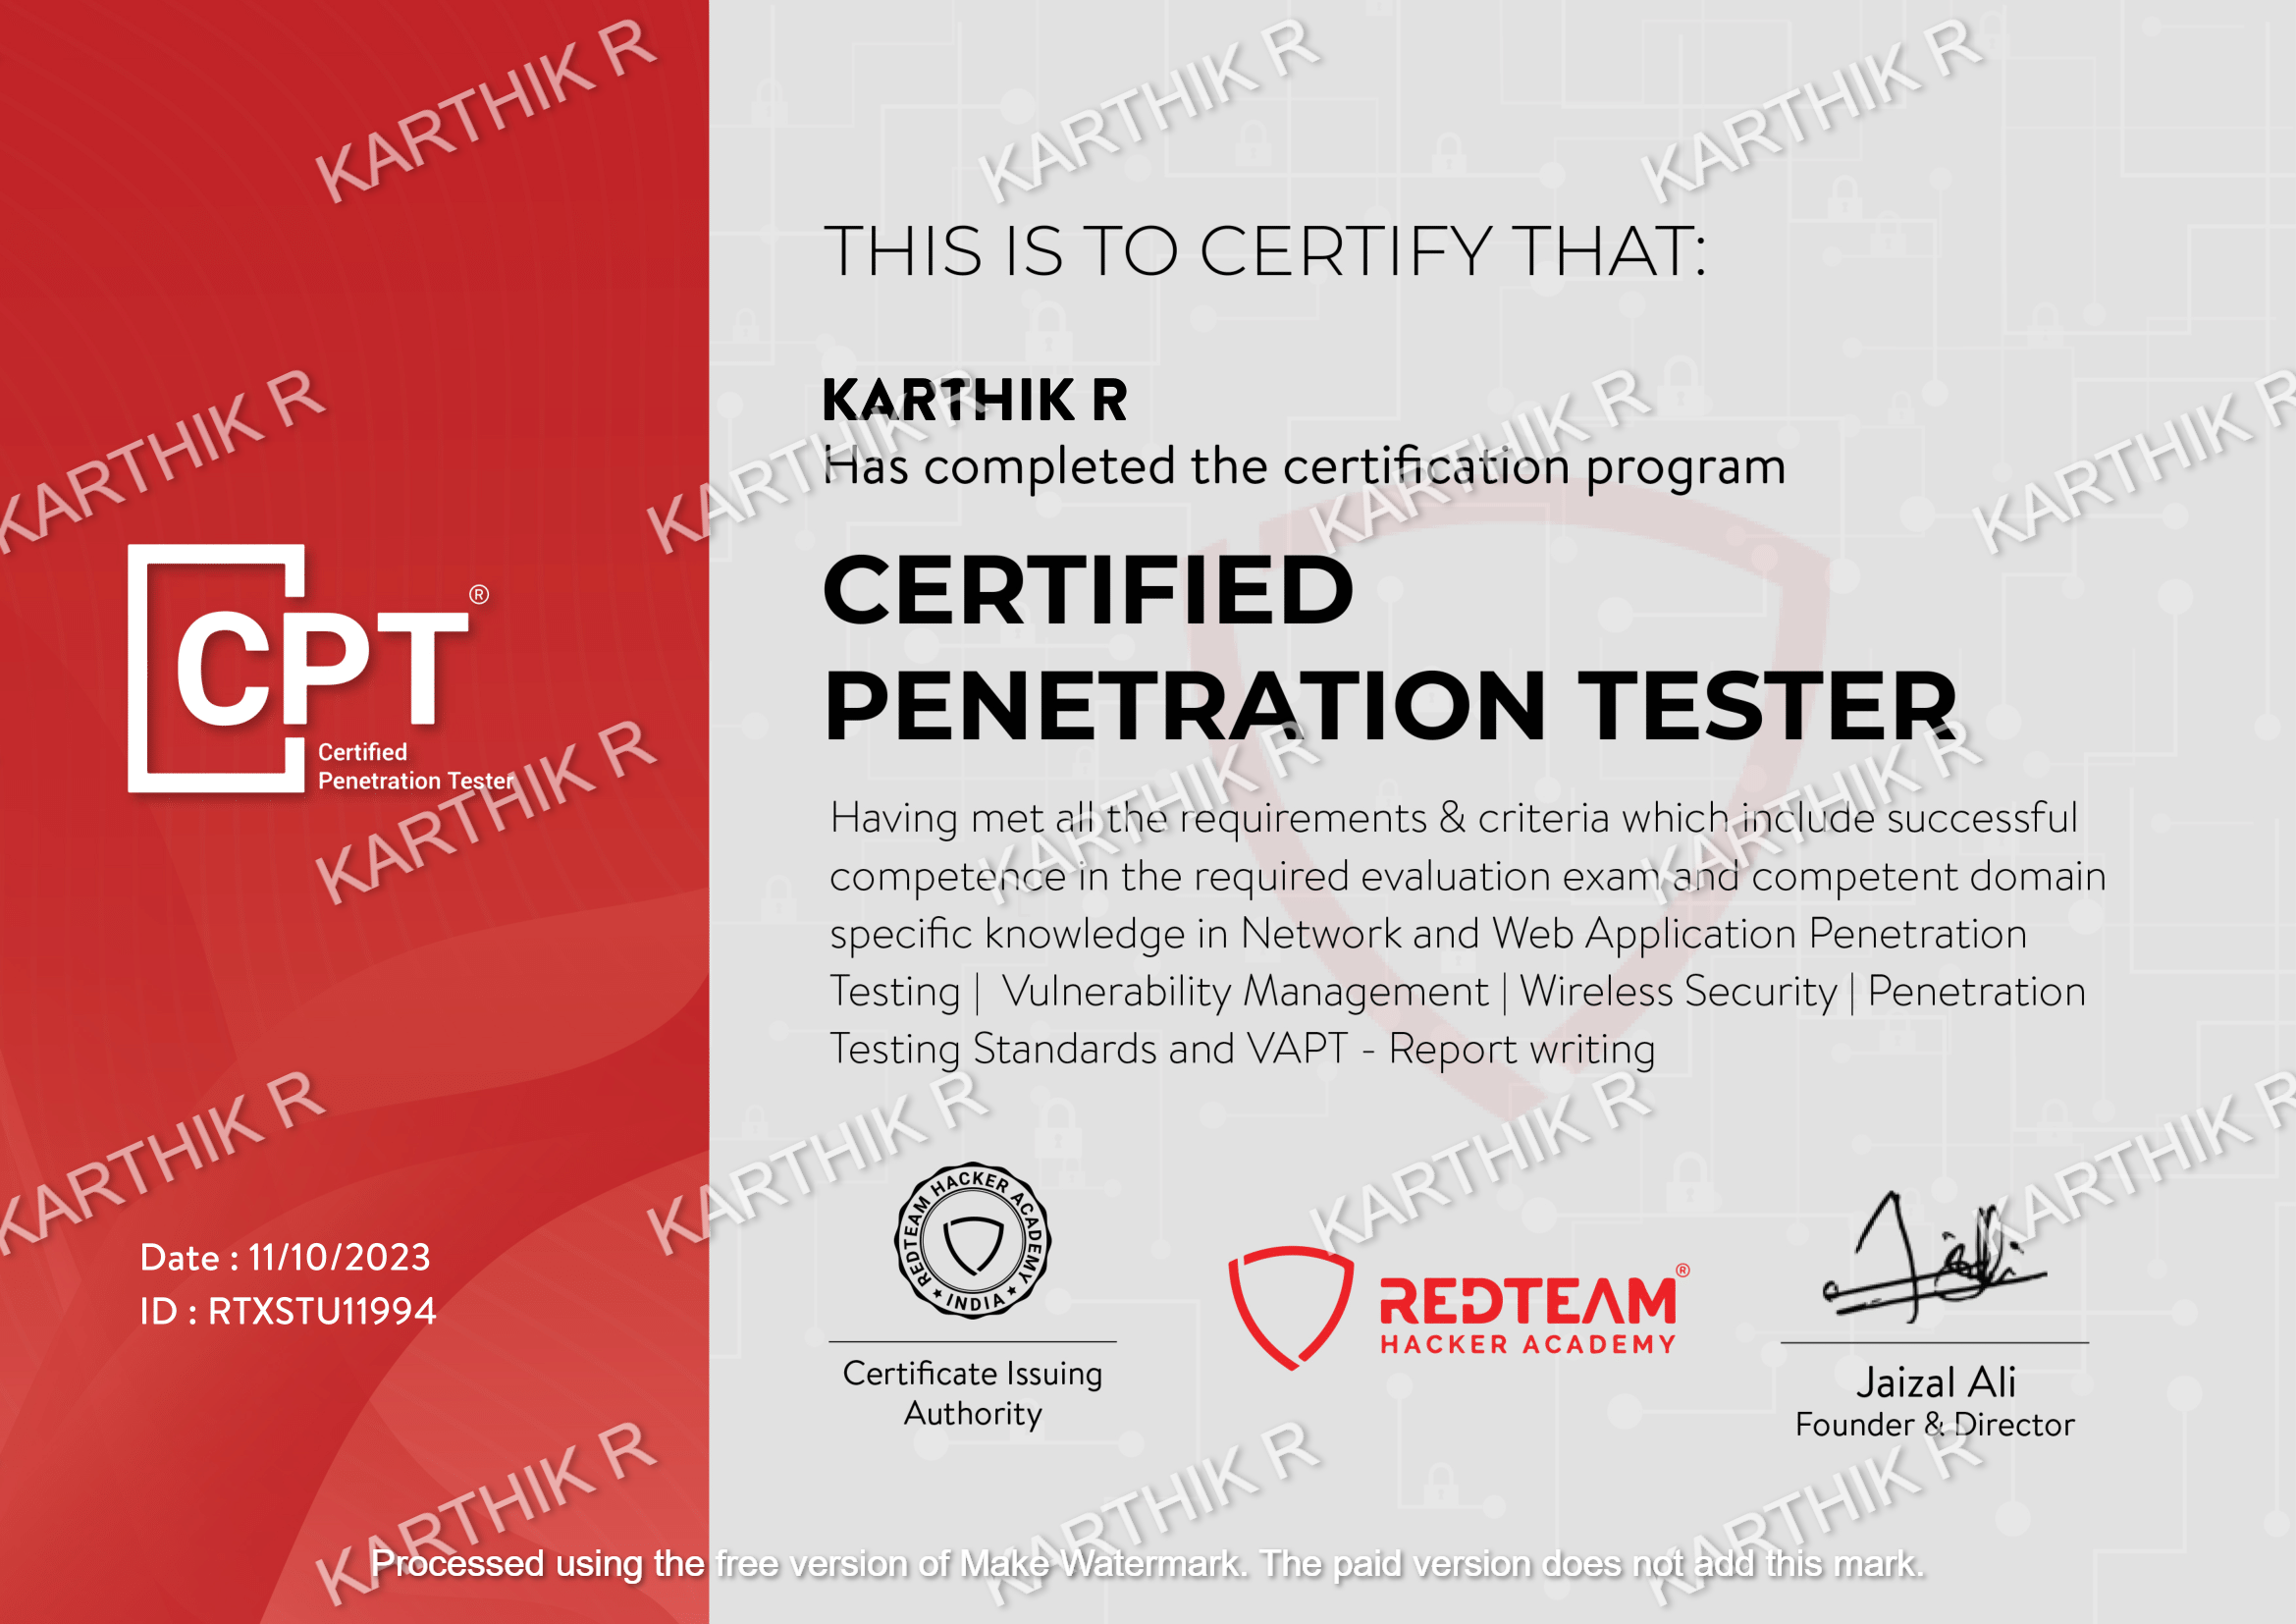 KARTHIK R KARTHIK R KARTHIK R
THIS IS TO CERTIFY THAT:
KARTHIK R
KARTHIK R KARTHIK R KARTHIK R KARTHIK R
Has completed the certification program
CERTIFIED
PENETRATION TESTER
CPT®
Certified
Penetration Tester
KARTHIK R KARTHIK R KARTHIK R
Having met all the requirements & criteria which include successful
competence in the required evaluation exam and competent domain
specific knowledge in Network and Web Application Penetration
Testing | Vulnerability Management | Wireless Security | Penetration
Testing Standards and VAPT - Report writing
KARTHIK R KARTHIK R KARTHIK R KARTHIK R
Date : 11/10/2023
ID : RTXSTU11994
REDTEAM HACKER ACADEMY
★ INDIA ★
Certificate Issuing
Authority
REDTEAM®
HACKER ACADEMY
Jaizal Ali
Founder & Director
KARTHIK R KARTHIK R KARTHIK R
Processed using the free version of Make Watermark. The paid version does not add this mark.